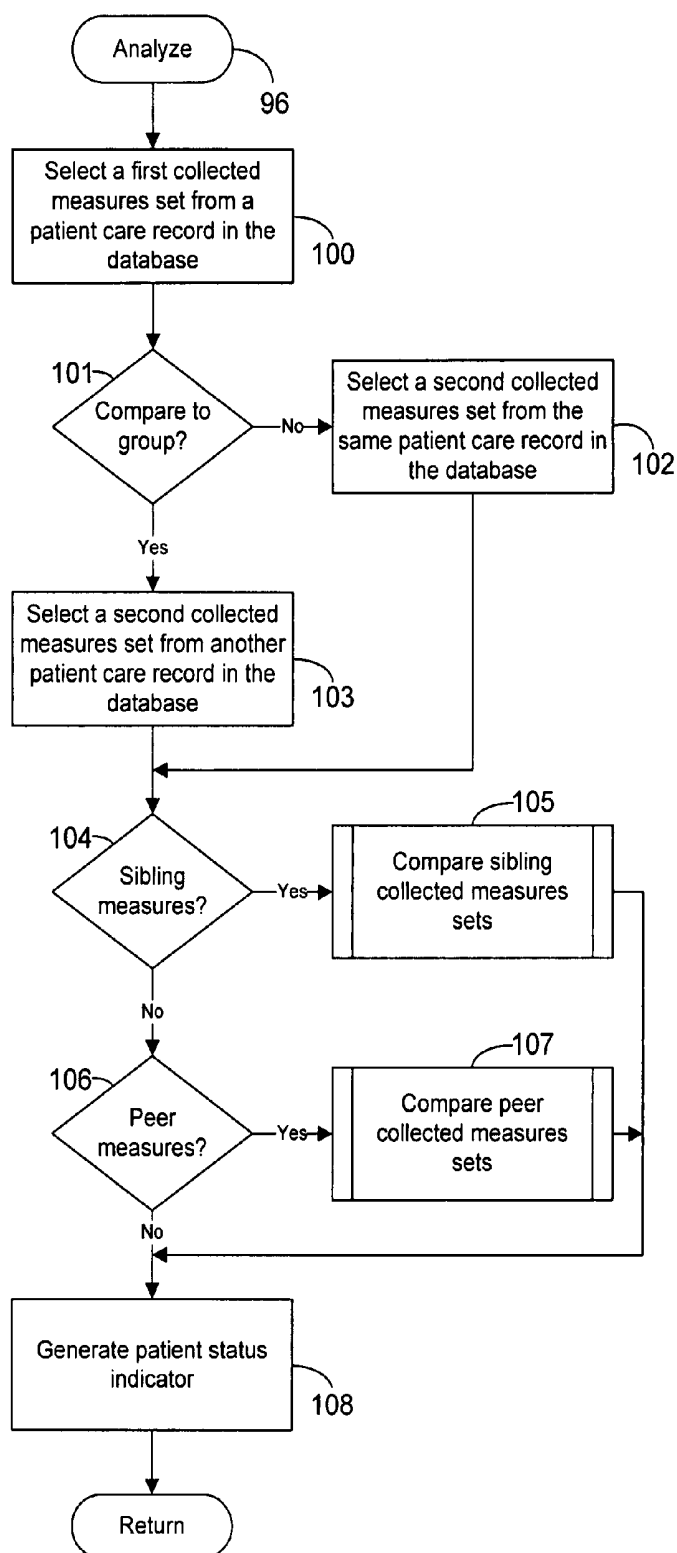 Analyze
96
Select a first collected
measures set from a
patient care record in the
database
100
101
Compare to
group?
No
Select a second collected
measures set from the
same patient care record in
the database
102
Yes
Select a second collected
measures set from another
patient care record in the
database
103
104
Sibling
measures?
Yes
105
Compare sibling
collected measures
sets
No
106
Peer
measures?
Yes
107
Compare peer
collected measures
sets
No
Generate patient status
indicator
108
Return